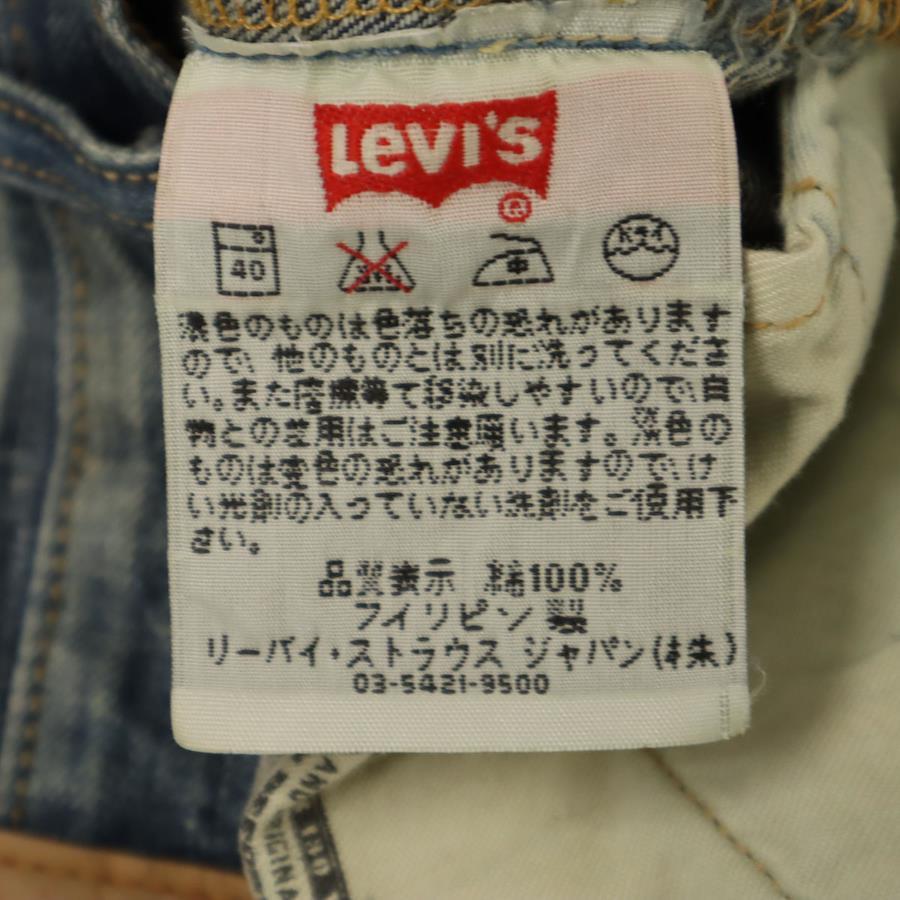 LEVI'S
40
ドライ
濃色のものは色落ちの恐れがあります
ので、他のものとは別に洗ってくださ
い。また摩擦等で移染しやすいので白
物との芝用はご注意願います。淡色の
ものは変色の恐れがありますのでけ
い光剤の入っていない洗剤をご使用下
さい。
品質表示 綿100%
フィリピン製
リーバイ・ストラウス ジャパン(株)
03-5421-9500
AND
IND
ORIGINA